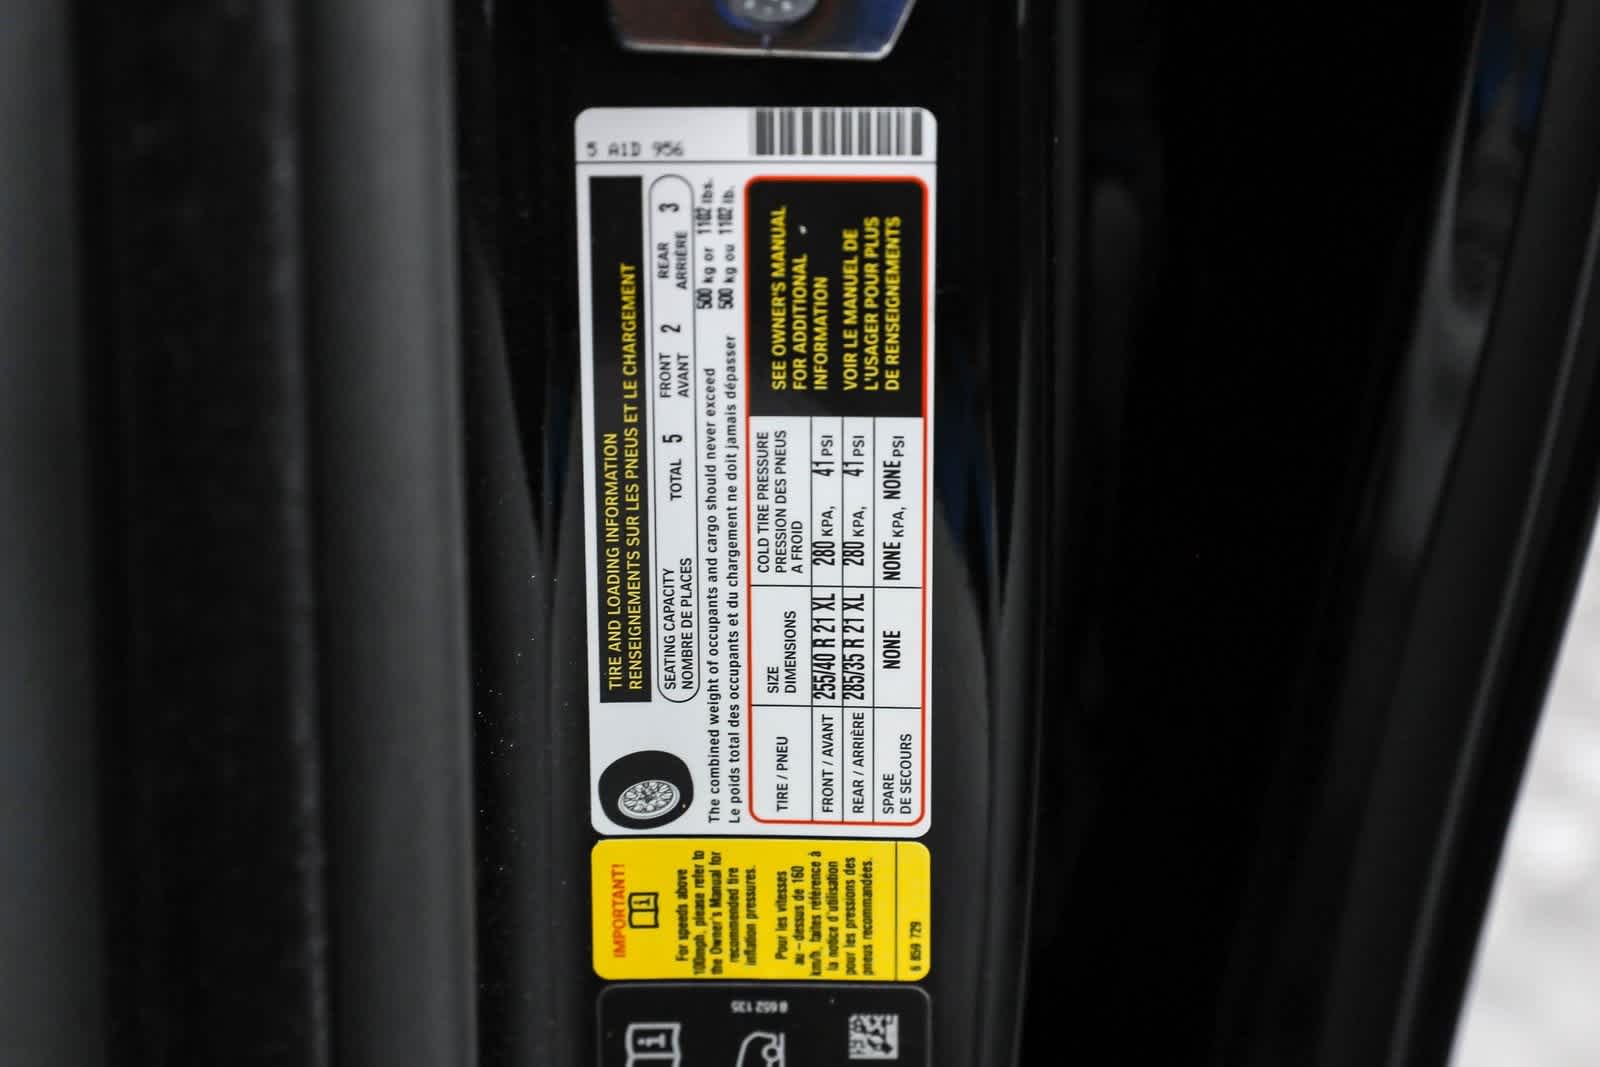 5 A1D 956
TIRE AND LOADING INFORMATION
RENSEIGNEMENTS SUR LES PNEUS ET LE CHARGEMENT
SEATING CAPACITY TOTAL 5 FRONT 2 REAR 3
NOMBRE DE PLACES AVANT ARRIÈRE
The combined weight of occupants and cargo should never exceed 500 kg or 1102 lbs.
Le poids total des occupants et du chargement ne doit jamais dépasser 500 kg ou 1102 lb.
TIRE / PNEU
SIZE
DIMENSIONS
COLD TIRE PRESSURE
PRESSION DES PNEUS
A FROID
FRONT / AVANT 255/40 R 21 XL 280 KPA, 41 PSI
REAR / ARRIÈRE 285/35 R 21 XL 280 KPA, 41 PSI
SPARE
DE SECOURS
NONE NONE KPA, NONE PSI
SEE OWNER'S MANUAL
FOR ADDITIONAL
INFORMATION
VOIR LE MANUEL DE
L'USAGER POUR PLUS
DE RENSEIGNEMENTS
IMPORTANT!
For speeds above
100mph, please refer to
the Owner's Manual for
recommended tire
inflation pressures.
Pour les vitesses
au – dessus de 160
km/h, faites référence à
la notice d'utilisation
pour les pressions des
pneus recommandées.
6 859 729
8 652 135